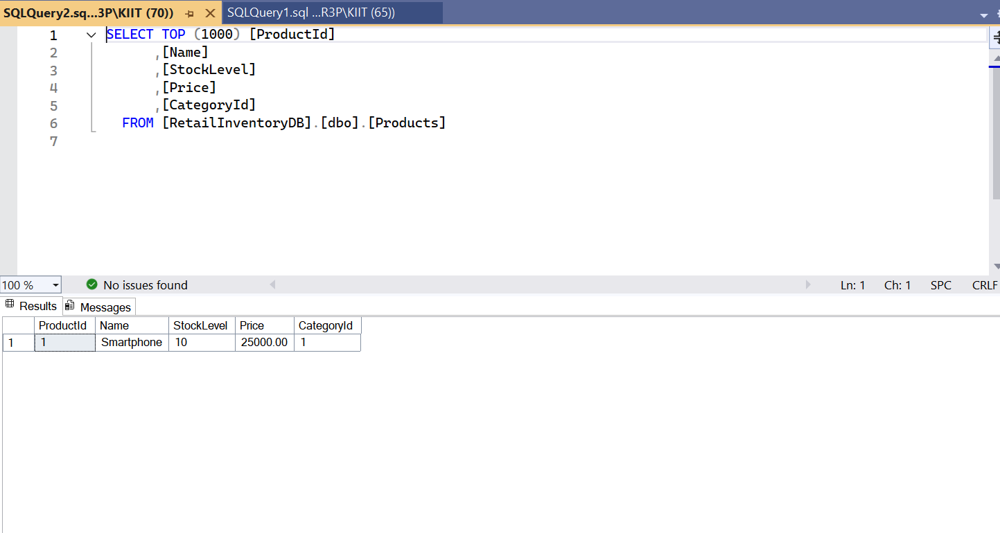 SQLQuery2.sq...3P\KIIT (70)) SQLQuery1.sql ...R3P\KIIT (65))
1 SELECT TOP (1000) [ProductId]
2 ,[Name]
3 ,[StockLevel]
4 ,[Price]
5 ,[CategoryId]
6 FROM [RetailInventoryDB].[dbo].[Products]
7
100 % No issues found Ln: 1 Ch: 1 SPC CRLF
Results Messages
ProductId Name StockLevel Price CategoryId
1 1 Smartphone 10 25000.00 1